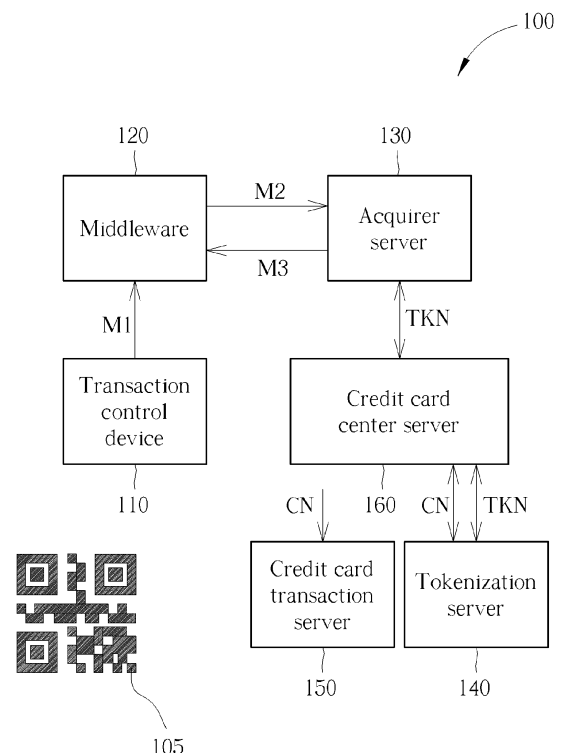 100
120
130
Middleware
M2
M3
Acquirer
server
M1
TKN
Transaction
control
device
Credit card
center server
110
CN
160
CN
TKN
Credit card
transaction
server
Tokenization
server
150
140
105